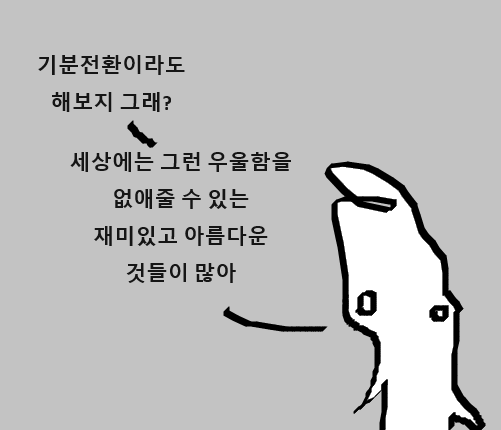 기분전환이라도
해보지 그래?
세상에는 그런 우울함을
없애줄 수 있는
재미있고 아름다운
것들이 많아